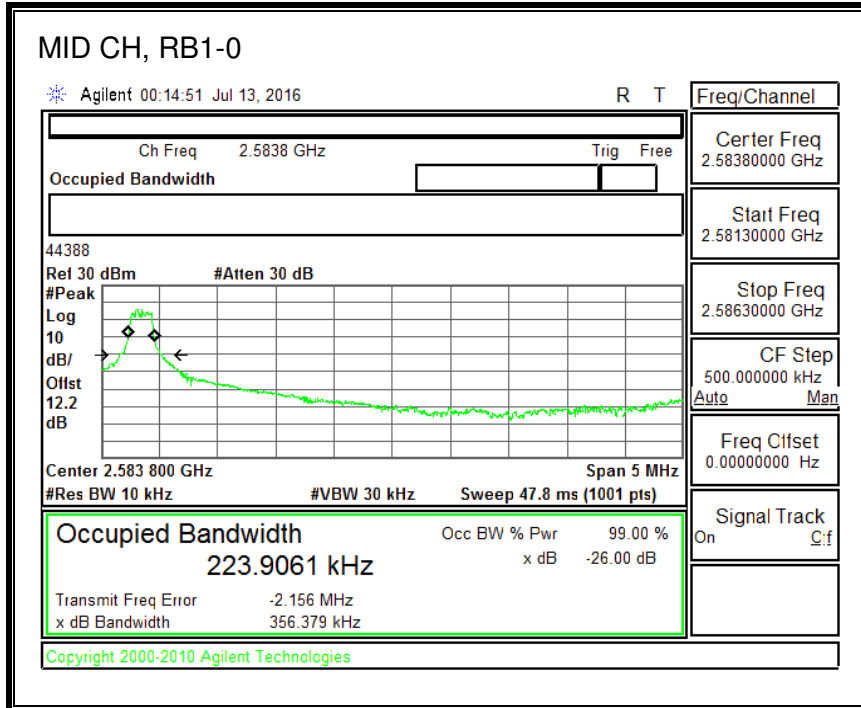 MID CH, RB1-0
Agilent 00:14:51 Jul 13, 2016 R T
Freq/Channel
Ch Freq 2.5838 GHz Trig Free
Occupied Bandwidth
Center Freq
2.58380000 GHz
Start Freq
2.58130000 GHz
Stop Freq
2.58630000 GHz
CF Step
500.000000 kHz
Auto Man
Freq Offset
0.00000000 Hz
Signal Track
On Off
44388
Ref 30 dBm #Atten 30 dB
#Peak
Log
10
dB/
Offst
12.2
dB
Center 2.583 800 GHz Span 5 MHz
#Res BW 10 kHz #VBW 30 kHz Sweep 47.8 ms (1001 pts)
Occupied Bandwidth
223.9061 kHz
Occ BW % Pwr 99.00 %
x dB -26.00 dB
Transmit Freq Error -2.156 MHz
x dB Bandwidth 356.379 kHz
Copyright 2000-2010 Agilent Technologies